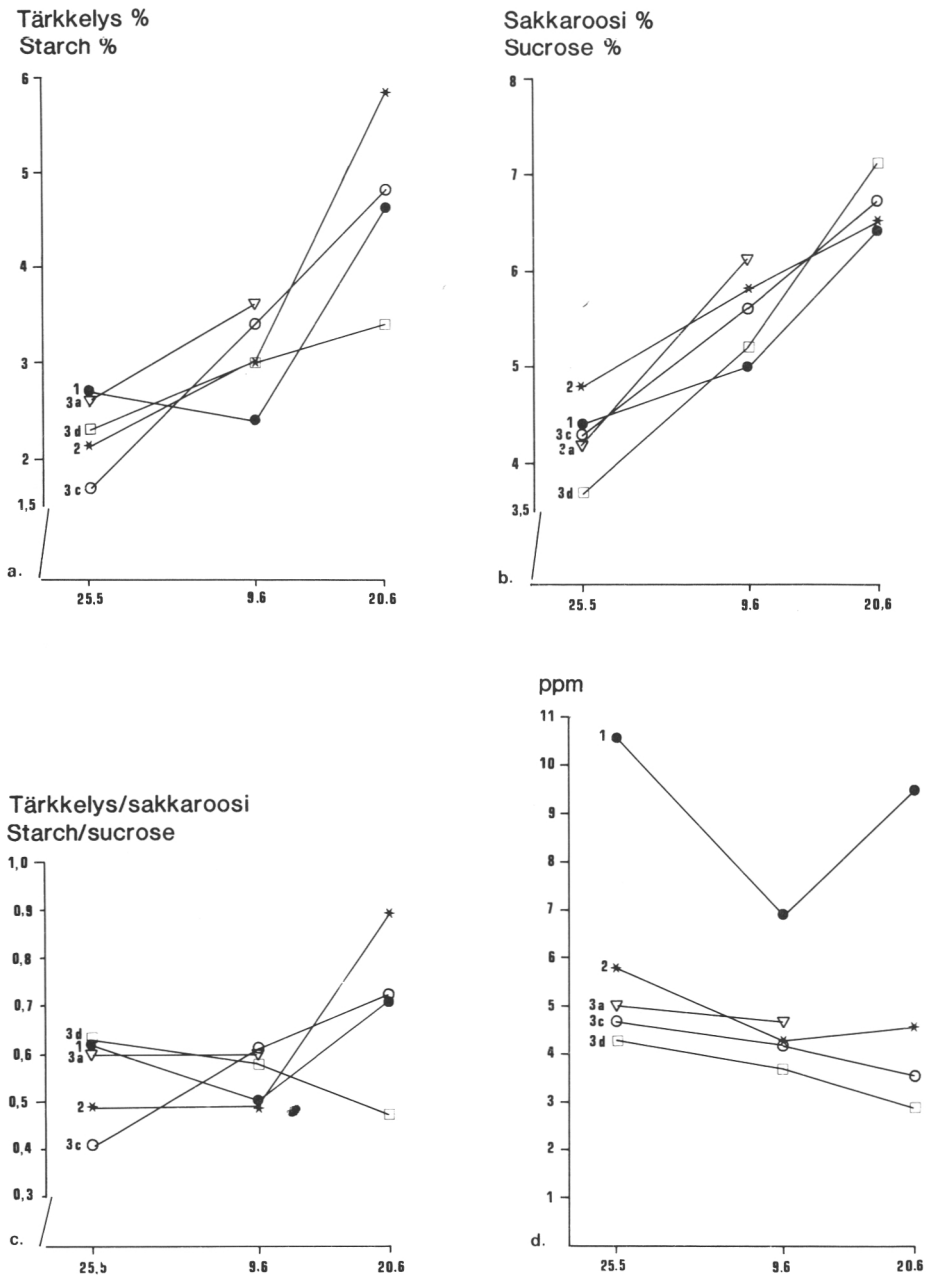 Tärkkelys %
Starch %
6
5
4
3
2
1,5
1
3a
3d
2
3c
a.
25.5
9.6
20.6
Sakkaroosi %
Sucrose %
8
7
6
5
4
3,5
2
1
3c
2a
3d
b.
25.5
9.6
20,6
Tärkkelys/sakkaroosi
Starch/sucrose
1,0
0,9
0,8
0,7
0,6
0,5
0,4
0,3
3d
1
3a
2
3c
c.
25,5
9.6
20.6
ppm
11
10
9
8
7
6
5
4
3
2
1
1
2
3a
3c
3d
d.
25.5
9.6
20.6